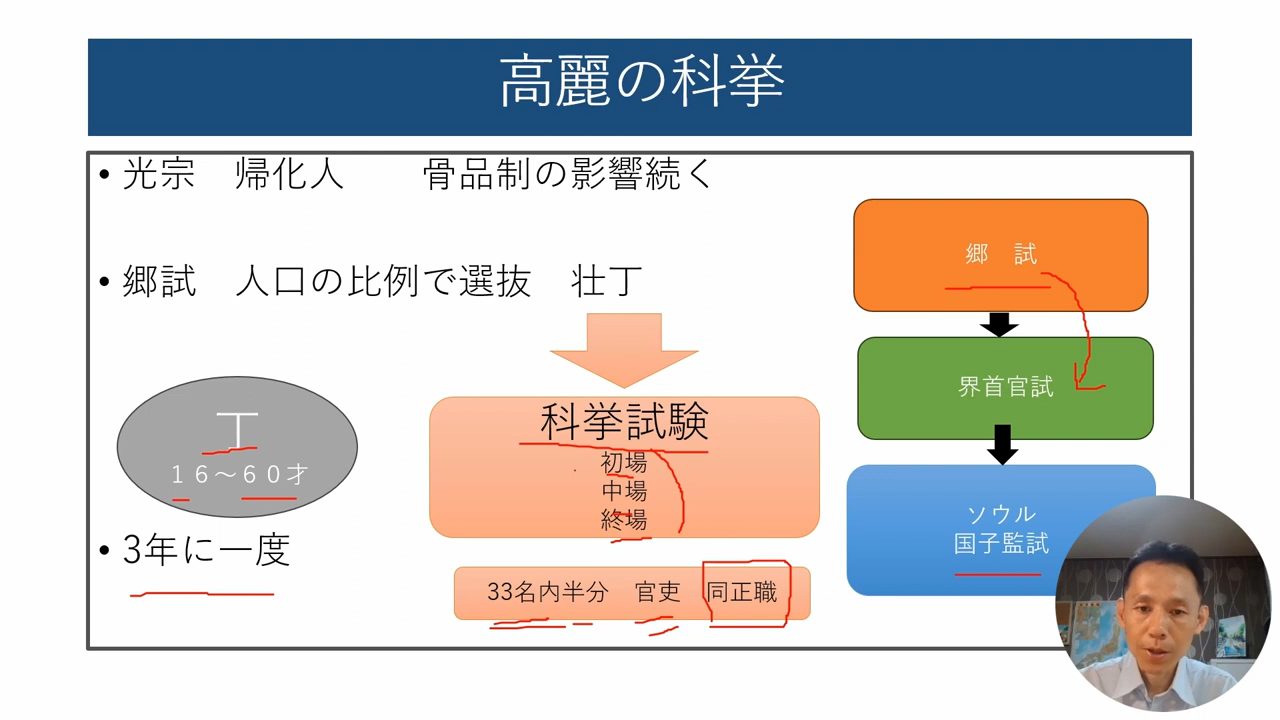 高麗の科挙
• 光宗　帰化人　　骨品制の影響続く
• 郷試　人口の比例で選抜　壮丁
丁
１６～６０才
• 3年に一度
科挙試験
初場
中場
終場
33名内半分　官吏　同正職
郷　試
界首官試
ソウル
国子監試